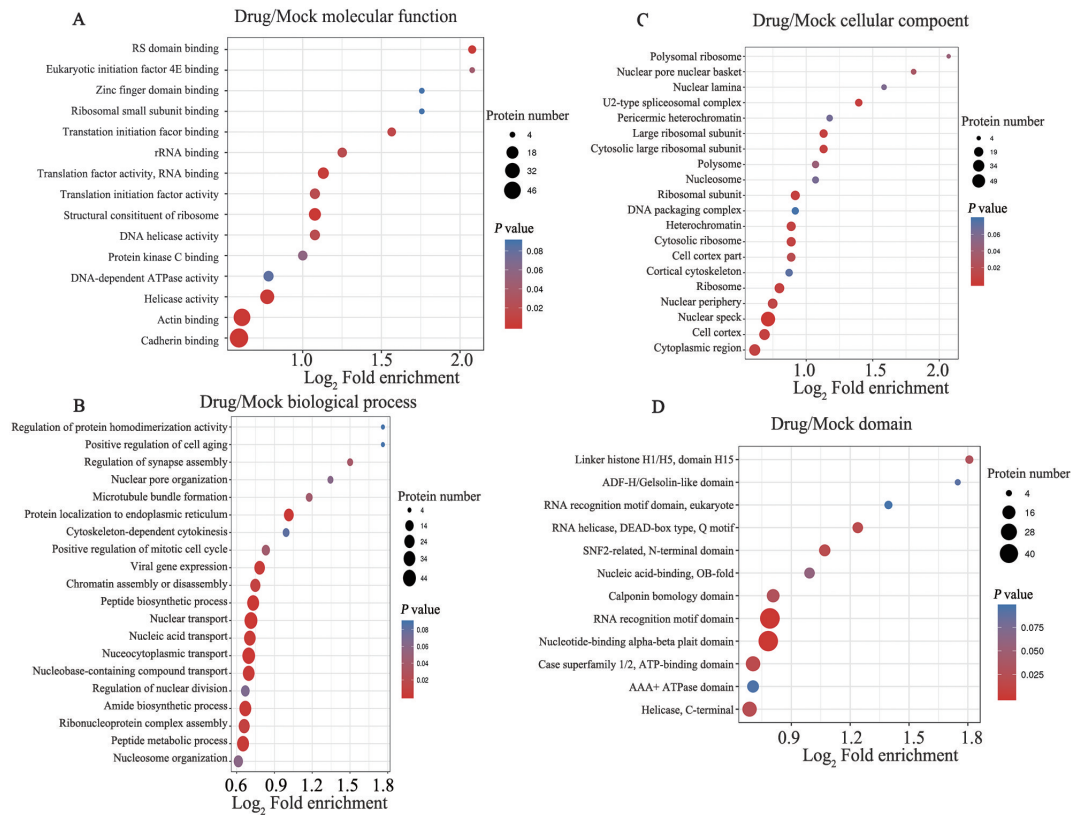 A
Drug/Mock molecular function
RS domain binding
Eukaryotic initiation factor 4E binding
Zinc finger domain binding
Ribosomal small subunit binding
Transtation initiation facor binding
rRNA binding
Translation factor activity, RNA binding
Translation initiation factor activity
Structural consitituent of ribosome
DNA helicase activity
Protein kinase C binding
DNA-dependent ATPase activity
Helicase activity
Actin binding
Cadherin binding
1.0 1.5 2.0
Log2 Fold enrichment
Protein number
4
18
32
46
P value
0.08
0.06
0.04
0.02
B
Drug/Mock biological process
Regulation of protein homodimerization activity
Positive regulation of cell aging
Regulation of synapse assembly
Nuclear pore organization
Microtubule bundle formation
Protein localization to endoplasmic reticulum
Cytoskeleton-dependent cytokinesis
Positive regulation of mitotic cell cycle
Viral gene expression
Chromatin assembly or disassembly
Peptide biosynthetic process
Nuclear transport
Nucleic acid transport
Nuceocytoplasmic transport
Nucleobase-containing compound transport
Regulation of nuclear division
Amide biosynthetic process
Ribonucleoprotein complex assembly
Peptide metabolic process
Nucleosome organization
0.6 0.9 1.2 1.5 1.8
Log2 Fold enrichment
Protein number
4
14
24
34
44
P value
0.08
0.06
0.04
0.02
C
Drug/Mock cellular compoent
Polysomal ribosome
Nuclear pore nuclear basket
Nuclear lamina
U2-type spliceosomal complex
Pericermic heterochromatin
Large ribosomal subunit
Cytosolic large ribosomal subunit
Polysome
Nucleosome
Ribosomal subunit
DNA packaging complex
Heterochromatin
Cytosolic ribosome
Cell cortex part
Cortical cytoskeleton
Ribosome
Nuclear periphery
Nuclear speck
Cell cortex
Cytoplasmic region
1.0 1.5 2.0
Log2 Fold enrichment
Protein number
4
19
34
49
P value
0.06
0.04
0.02
D
Drug/Mock domain
Linker histone H1/H5, domain H15
ADF-H/Gelsolin-like domain
RNA recognition motif domain, eukaryote
RNA helicase, DEAD-box type, Q motif
SNF2-related, N-terminal domain
Nucleic acid-binding, OB-fold
Calponin bomology domain
RNA recognition motif domain
Nucleotide-binding alpha-beta plait domain
Case superfamily 1/2, ATP-binding domain
AAA+ ATPase domain
Helicase, C-terminal
0.9 1.2 1.5 1.8
Log2 Fold enrichment
Protein number
4
16
28
40
P value
0.075
0.050
0.025